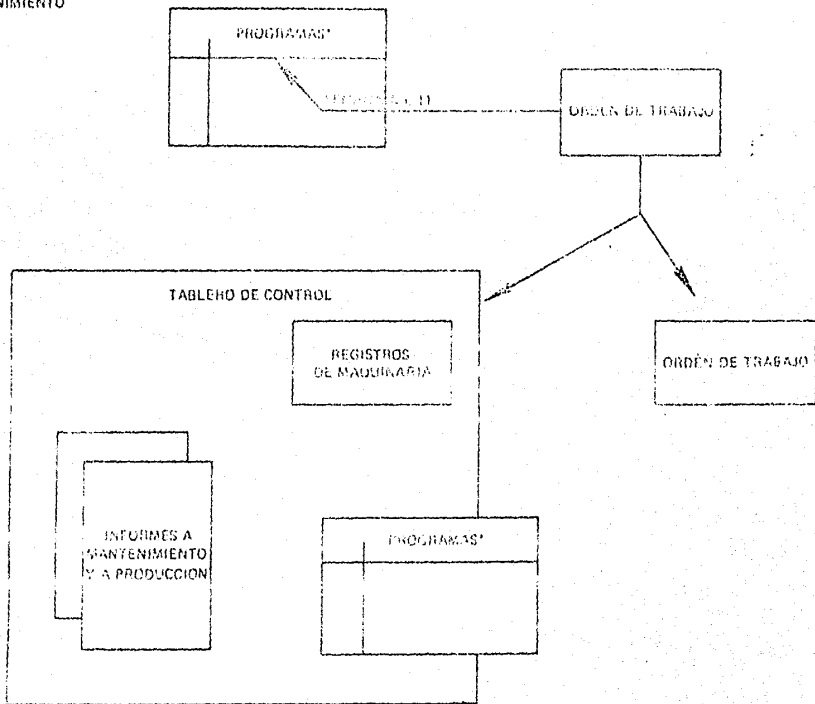 PROGRAMAS*
ORDEN DE TRABAJO
TABLERO DE CONTROL
REGISTROS
DE MAQUINARIA
ORDEN DE TRABAJO
INFORMES A
MANTENIMIENTO
Y A PRODUCCION
PROGRAMAS*